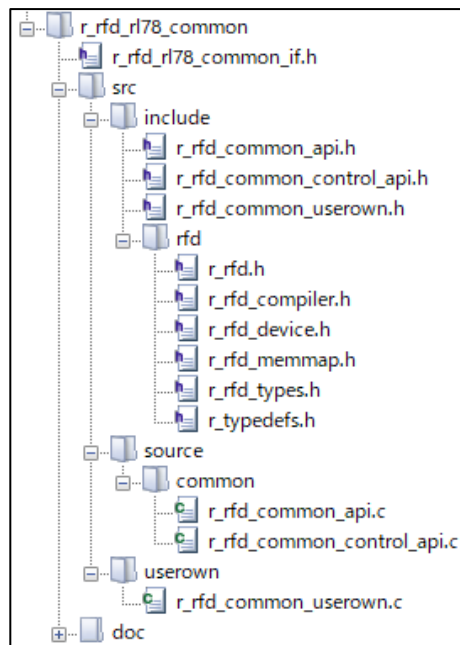 r_rfd_rl78_common
r_rfd_rl78_common_if.h
src
include
r_rfd_common_api.h
r_rfd_common_control_api.h
r_rfd_common_userown.h
rfd
r_rfd.h
r_rfd_compiler.h
r_rfd_device.h
r_rfd_memmap.h
r_rfd_types.h
r_typedefs.h
source
common
r_rfd_common_api.c
r_rfd_common_control_api.c
userown
r_rfd_common_userown.c
doc